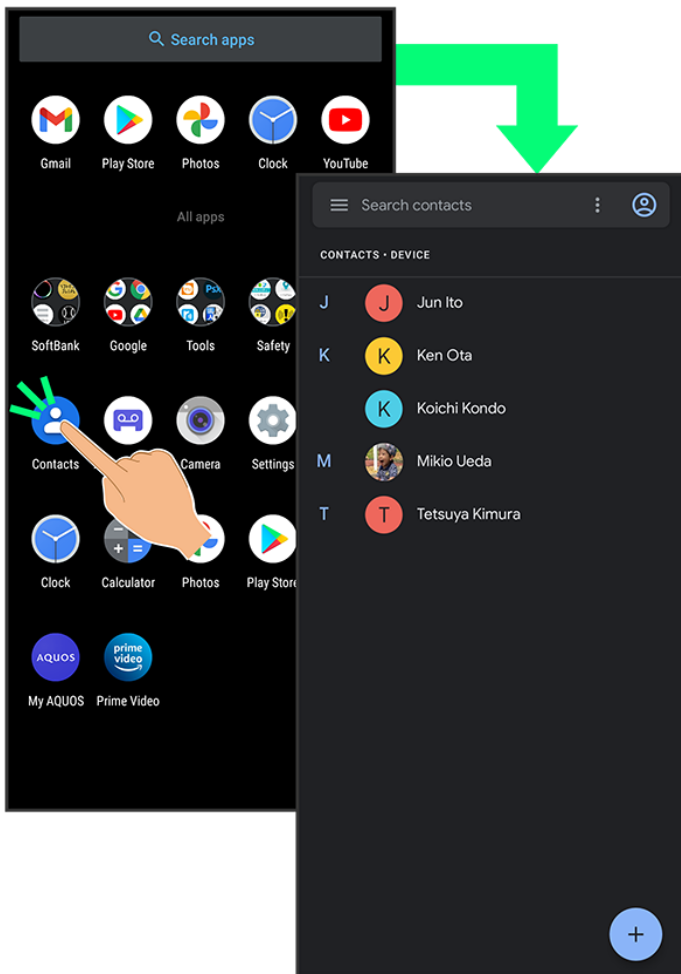 Search apps
Gmail Play Store Photos Clock YouTube
All apps
SoftBank Google Tools Safety
Contacts Camera Settings
Clock Calculator Photos Play Store
AQUOS prime video
My AQUOS Prime Video
Search contacts
CONTACTS • DEVICE
J J Jun Ito
K K Ken Ota
K Koichi Kondo
M Mikio Ueda
T T Tetsuya Kimura